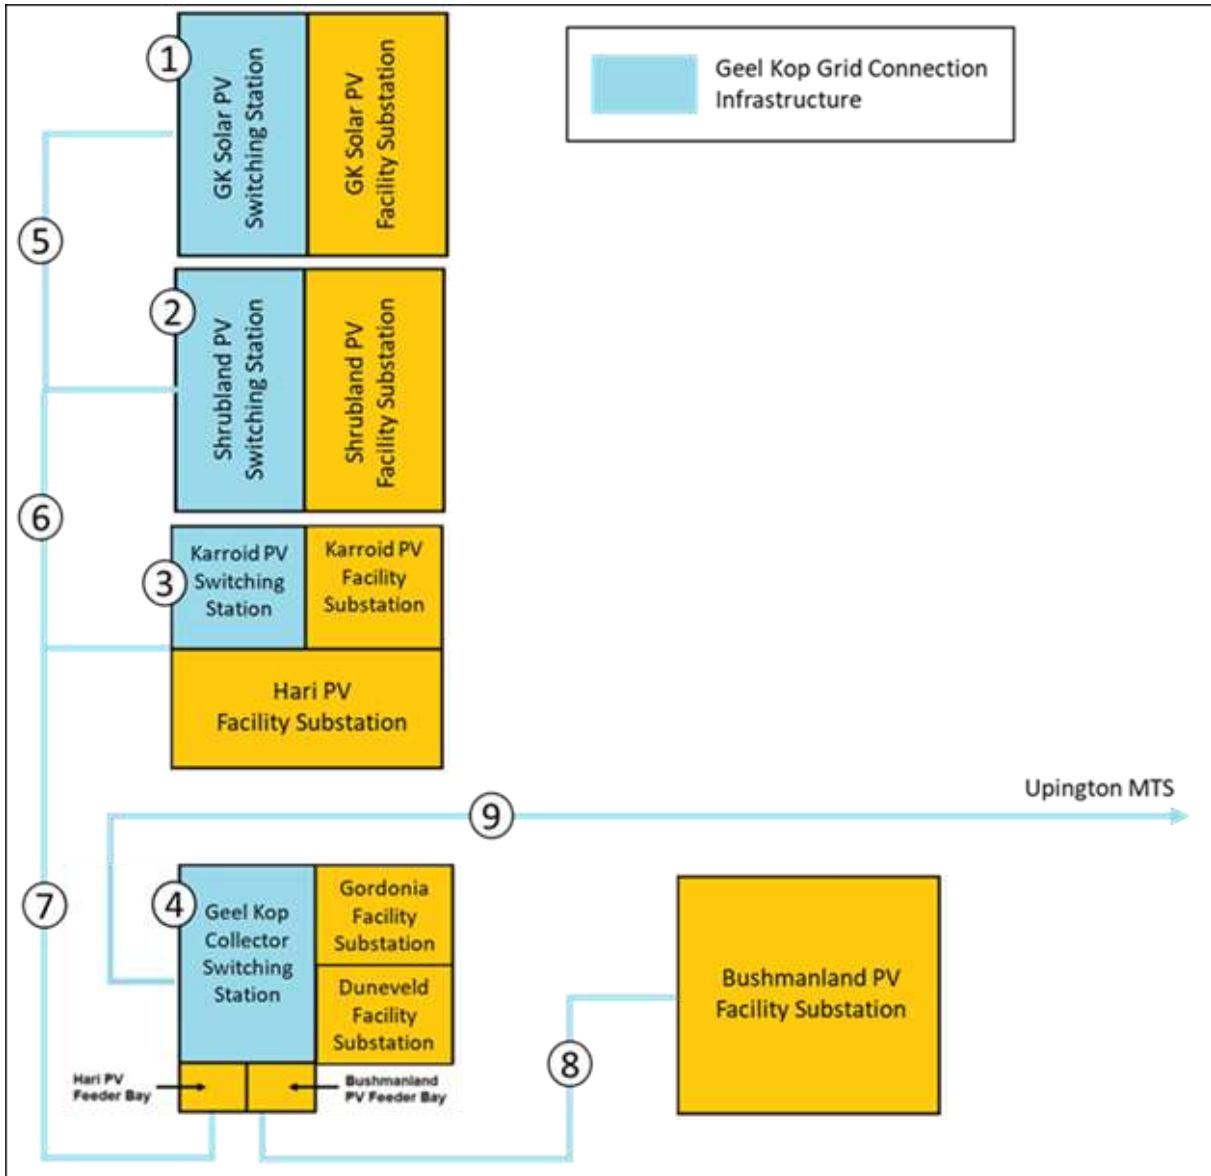 1
GK Solar PV
Switching Station
GK Solar PV
Facility Substation
Geel Kop Grid Connection
Infrastructure
5
2
Shrubland PV
Switching Station
Shrubland PV
Facility Substation
6
3
Karroid PV
Switching
Station
Karroid PV
Facility
Substation
Hari PV
Facility Substation
Upington MTS
9
7
4
Geel Kop
Collector
Switching
Station
Gordonia
Facility
Substation
Duneveld
Facility
Substation
Bushmanland PV
Facility Substation
8
Hari PV
Feeder Bay
Bushmanland
PV Feeder Bay